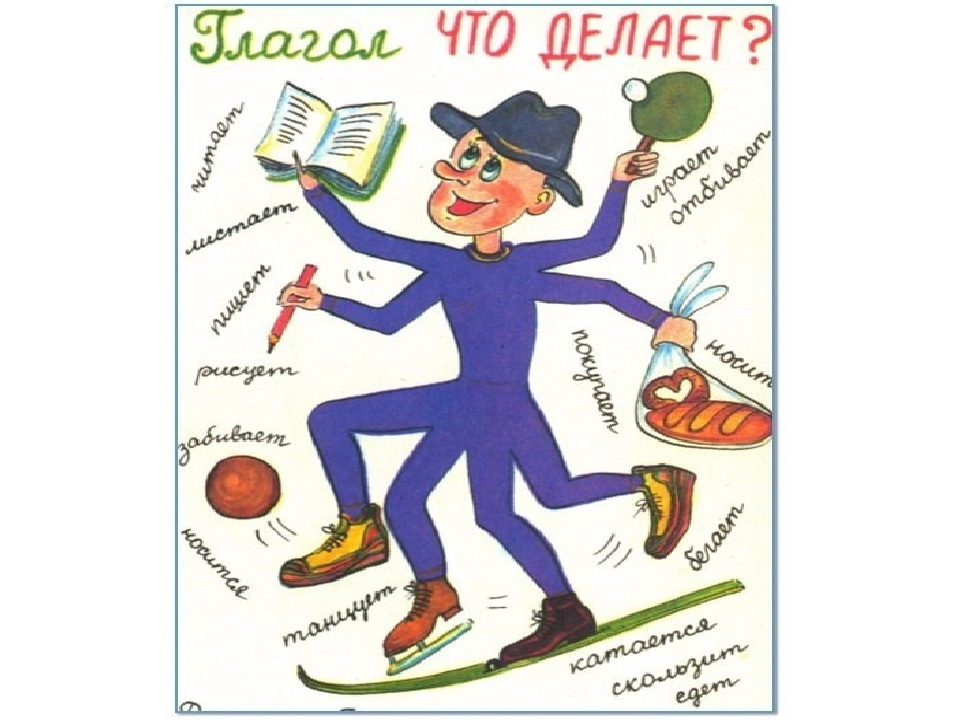 Глагол ЧТО ДЕЛАЕТ?
читает
листает
пишет
рисует
забивает
носится
танцует
играет
отбивает
носит
покупает
бегает
катается
скользит
едет